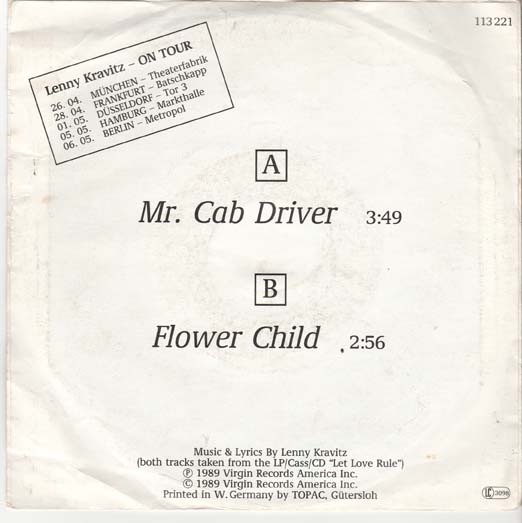 113 221
Lenny Kravitz – ON TOUR
26. 04. MÜNCHEN – Theaterfabrik
28. 04. FRANKFURT – Batschkapp
01. 05. DÜSSELDORF – Tor 3
05. 05. HAMBURG – Markthalle
06. 05. BERLIN – Metropol
A
Mr. Cab Driver 3:49
B
Flower Child 2:56
Music & Lyrics By Lenny Kravitz
(both tracks taken from the LP/Cass/CD “Let Love Rule”)
Ⓟ 1989 Virgin Records America Inc.
© 1989 Virgin Records America Inc.
Printed in W. Germany by TOPAC, Gütersloh
LC 3098